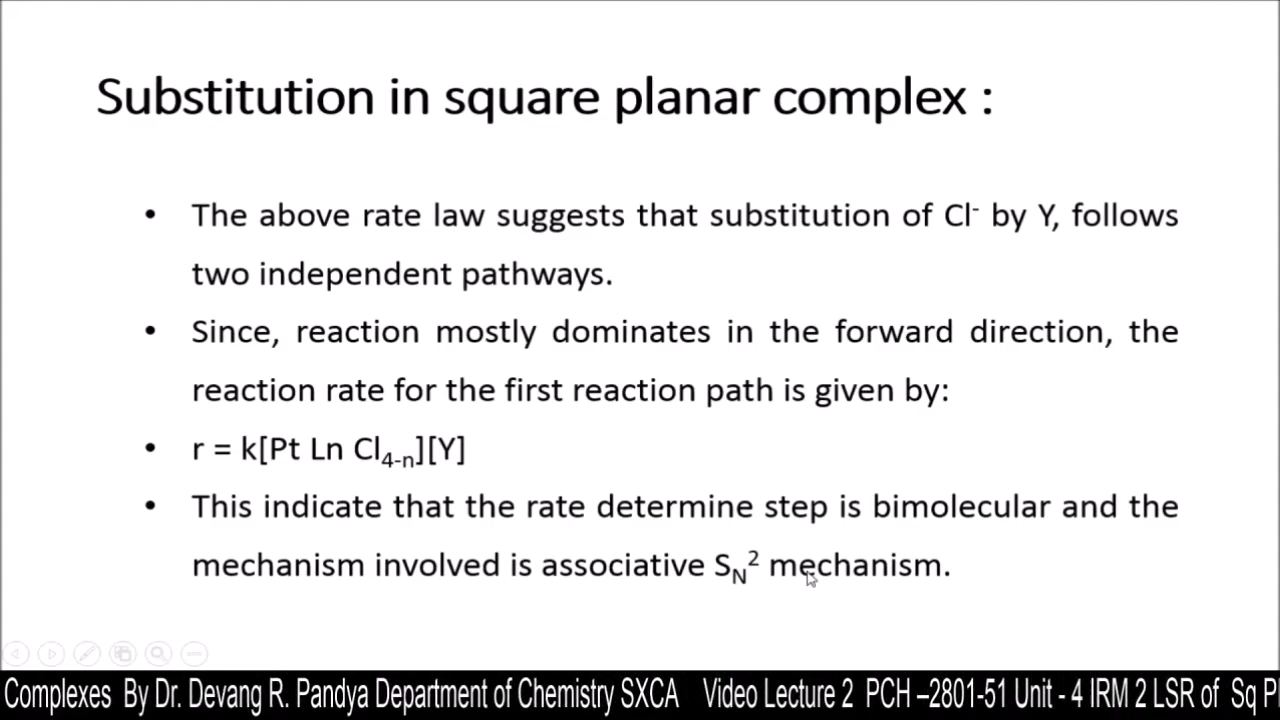 Substitution in square planar complex :
• The above rate law suggests that substitution of Cl⁻ by Y, follows
two independent pathways.
• Since, reaction mostly dominates in the forward direction, the
reaction rate for the first reaction path is given by:
• r = k[Pt Ln Cl₄₋ₙ][Y]
• This indicate that the rate determine step is bimolecular and the
mechanism involved is associative S_N² mechanism.
Complexes By Dr. Devang R. Pandya Department of Chemistry SXCA Video Lecture 2 PCH –2801-51 Unit - 4 IRM 2 LSR of Sq